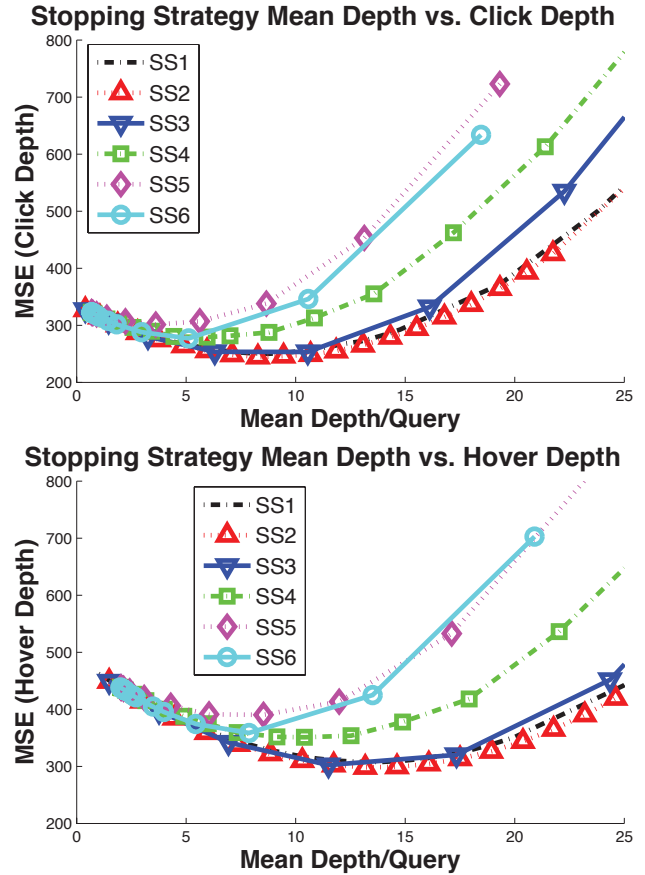 Stopping Strategy Mean Depth vs. Click Depth
MSE (Click Depth)
800
700
600
500
400
300
200
SS1
SS2
SS3
SS4
SS5
SS6
0 5 10 15 20 25
Mean Depth/Query
Stopping Strategy Mean Depth vs. Hover Depth
MSE (Hover Depth)
800
700
600
500
400
300
200
SS1
SS2
SS3
SS4
SS5
SS6
0 5 10 15 20 25
Mean Depth/Query